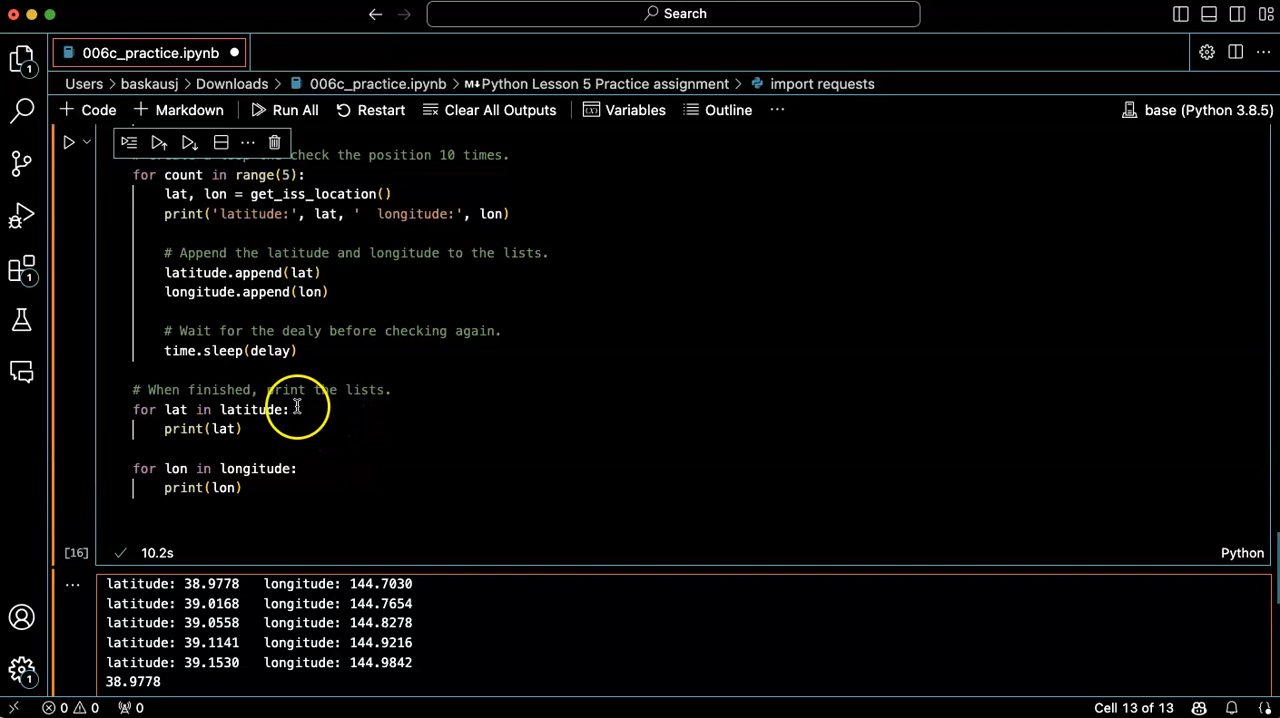 Search
006c_practice.ipynb
Users baskausj Downloads 006c_practice.ipynb Python Lesson 5 Practice assignment import requests
Code Markdown Run All Restart Clear All Outputs Variables Outline ... base (Python 3.8.5)
check the position 10 times.
for count in range(5):
lat, lon = get_iss_location()
print('latitude:', lat, '  longitude:', lon)
# Append the latitude and longitude to the lists.
latitude.append(lat)
longitude.append(lon)
# Wait for the dealy before checking again.
time.sleep(delay)
# When finished, print the lists.
for lat in latitude:
print(lat)
for lon in longitude:
print(lon)
[16] 10.2s Python
latitude: 38.9778 longitude: 144.7030
latitude: 39.0168 longitude: 144.7654
latitude: 39.0558 longitude: 144.8278
latitude: 39.1141 longitude: 144.9216
latitude: 39.1530 longitude: 144.9842
38.9778
0 0 0 Cell 13 of 13